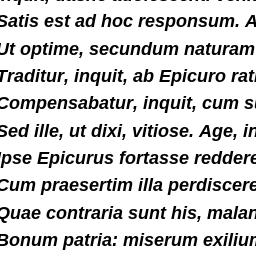 Satis est ad hoc responsum. A
Ut optime, secundum naturam
Traditur, inquit, ab Epicuro rati
Compensabatur, inquit, cum s
Sed ille, ut dixi, vitiose. Age, in
Ipse Epicurus fortasse reddere
Cum praesertim illa perdiscere
Quae contraria sunt his, malan
Bonum patria: miserum exiliun